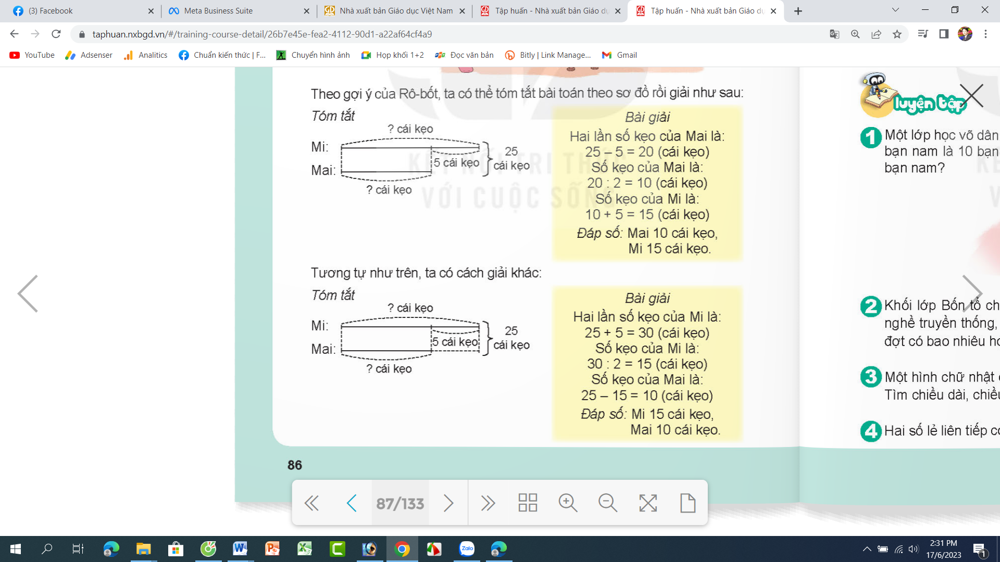 (3) Facebook
Meta Business Suite
Nhà xuất bản Giáo dục Việt Nam
Tập huấn - Nhà xuất bản Giáo dụ
Tập huấn - Nhà xuất bản Giáo dụ
taphuan.nxbgd.vn/#/training-course-detail/26b7e45e-fea2-4112-90d1-a22af64cf4a9
YouTube
Adsenser
Analitics
Chuẩn kiến thức | F...
Chuyển hình ảnh
Họp khối 1+2
Đọc văn bản
Bitly | Link Manage...
Gmail
Theo gợi ý của Rô-bốt, ta có thể tóm tắt bài toán theo sơ đồ rồi giải như sau:
Tóm tắt
? cái kẹo
Mi:
Mai:
5 cái kẹo
25
cái kẹo
? cái kẹo
Bài giải
Hai lần số kẹo của Mai là:
25 – 5 = 20 (cái kẹo)
Số kẹo của Mai là:
20 : 2 = 10 (cái kẹo)
Số kẹo của Mi là:
10 + 5 = 15 (cái kẹo)
Đáp số: Mai 10 cái kẹo,
Mi 15 cái kẹo.
KẾT NỐI TRI THỨC
VỚI CUỘC SỐNG
Tương tự như trên, ta có cách giải khác:
Tóm tắt
? cái kẹo
Mi:
Mai:
5 cái kẹo
25
cái kẹo
? cái kẹo
Bài giải
Hai lần số kẹo của Mi là:
25 + 5 = 30 (cái kẹo)
Số kẹo của Mi là:
30 : 2 = 15 (cái kẹo)
Số kẹo của Mai là:
25 – 15 = 10 (cái kẹo)
Đáp số: Mi 15 cái kẹo,
Mai 10 cái kẹo.
86
luyện tập
1 Một lớp học võ dân
bạn nam là 10 bạn
bạn nam?
2 Khối lớp Bốn tổ ch
nghề truyền thống,
đợt có bao nhiêu họ
3 Một hình chữ nhật
Tìm chiều dài, chiều
4 Hai số lẻ liên tiếp có
87/133
Zalo
2:31 PM
17/6/2023
1